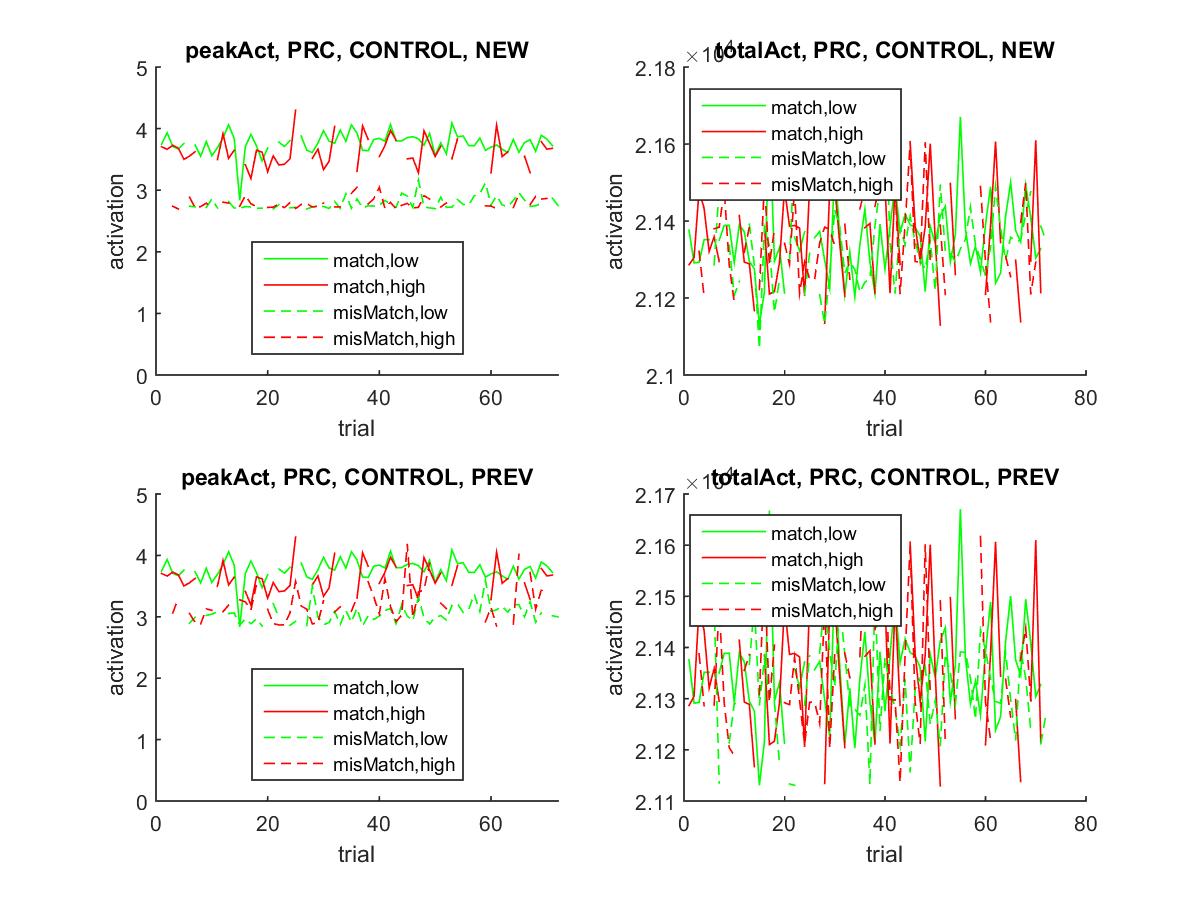 peakAct, PRC, CONTROL, NEW
5
4
3
2
1
0
activation
match,low
match,high
misMatch,low
misMatch,high
0 20 40 60
trial
totalAct, PRC, CONTROL, NEW
×10⁴
2.18
2.16
2.14
2.12
2.1
activation
match,low
match,high
misMatch,low
misMatch,high
0 20 40 60 80
trial
peakAct, PRC, CONTROL, PREV
5
4
3
2
1
0
activation
match,low
match,high
misMatch,low
misMatch,high
0 20 40 60
trial
totalAct, PRC, CONTROL, PREV
×10⁴
2.17
2.16
2.15
2.14
2.13
2.12
2.11
activation
match,low
match,high
misMatch,low
misMatch,high
0 20 40 60 80
trial